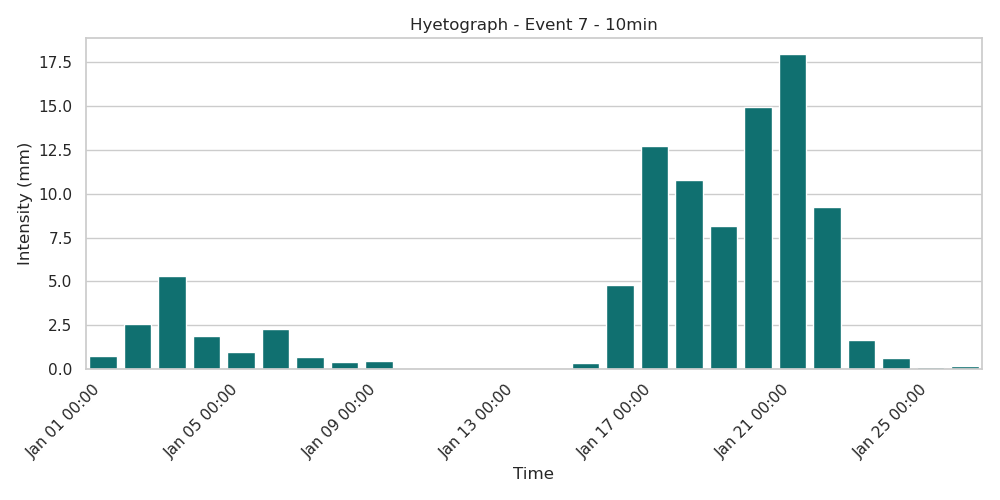 Hyetograph - Event 7 - 10min
Intensity (mm)
17.5
15.0
12.5
10.0
7.5
5.0
2.5
0.0
Jan 01 00:00
Jan 05 00:00
Jan 09 00:00
Jan 13 00:00
Jan 17 00:00
Jan 21 00:00
Jan 25 00:00
Time